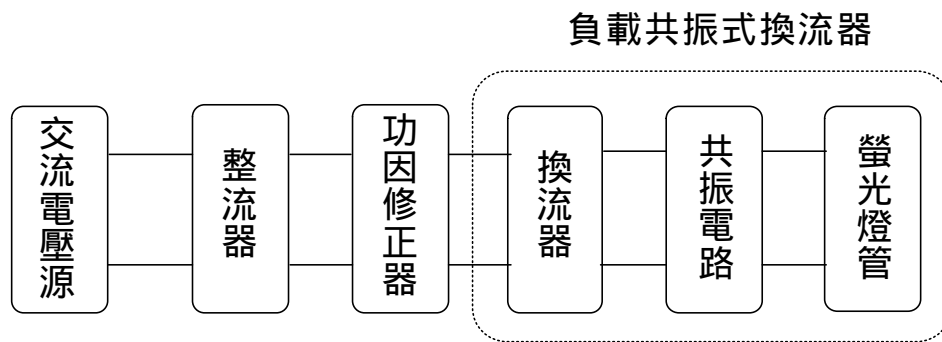 負載共振式換流器
交流電壓源
整流器
功因修正器
換流器
共振電路
螢光燈管